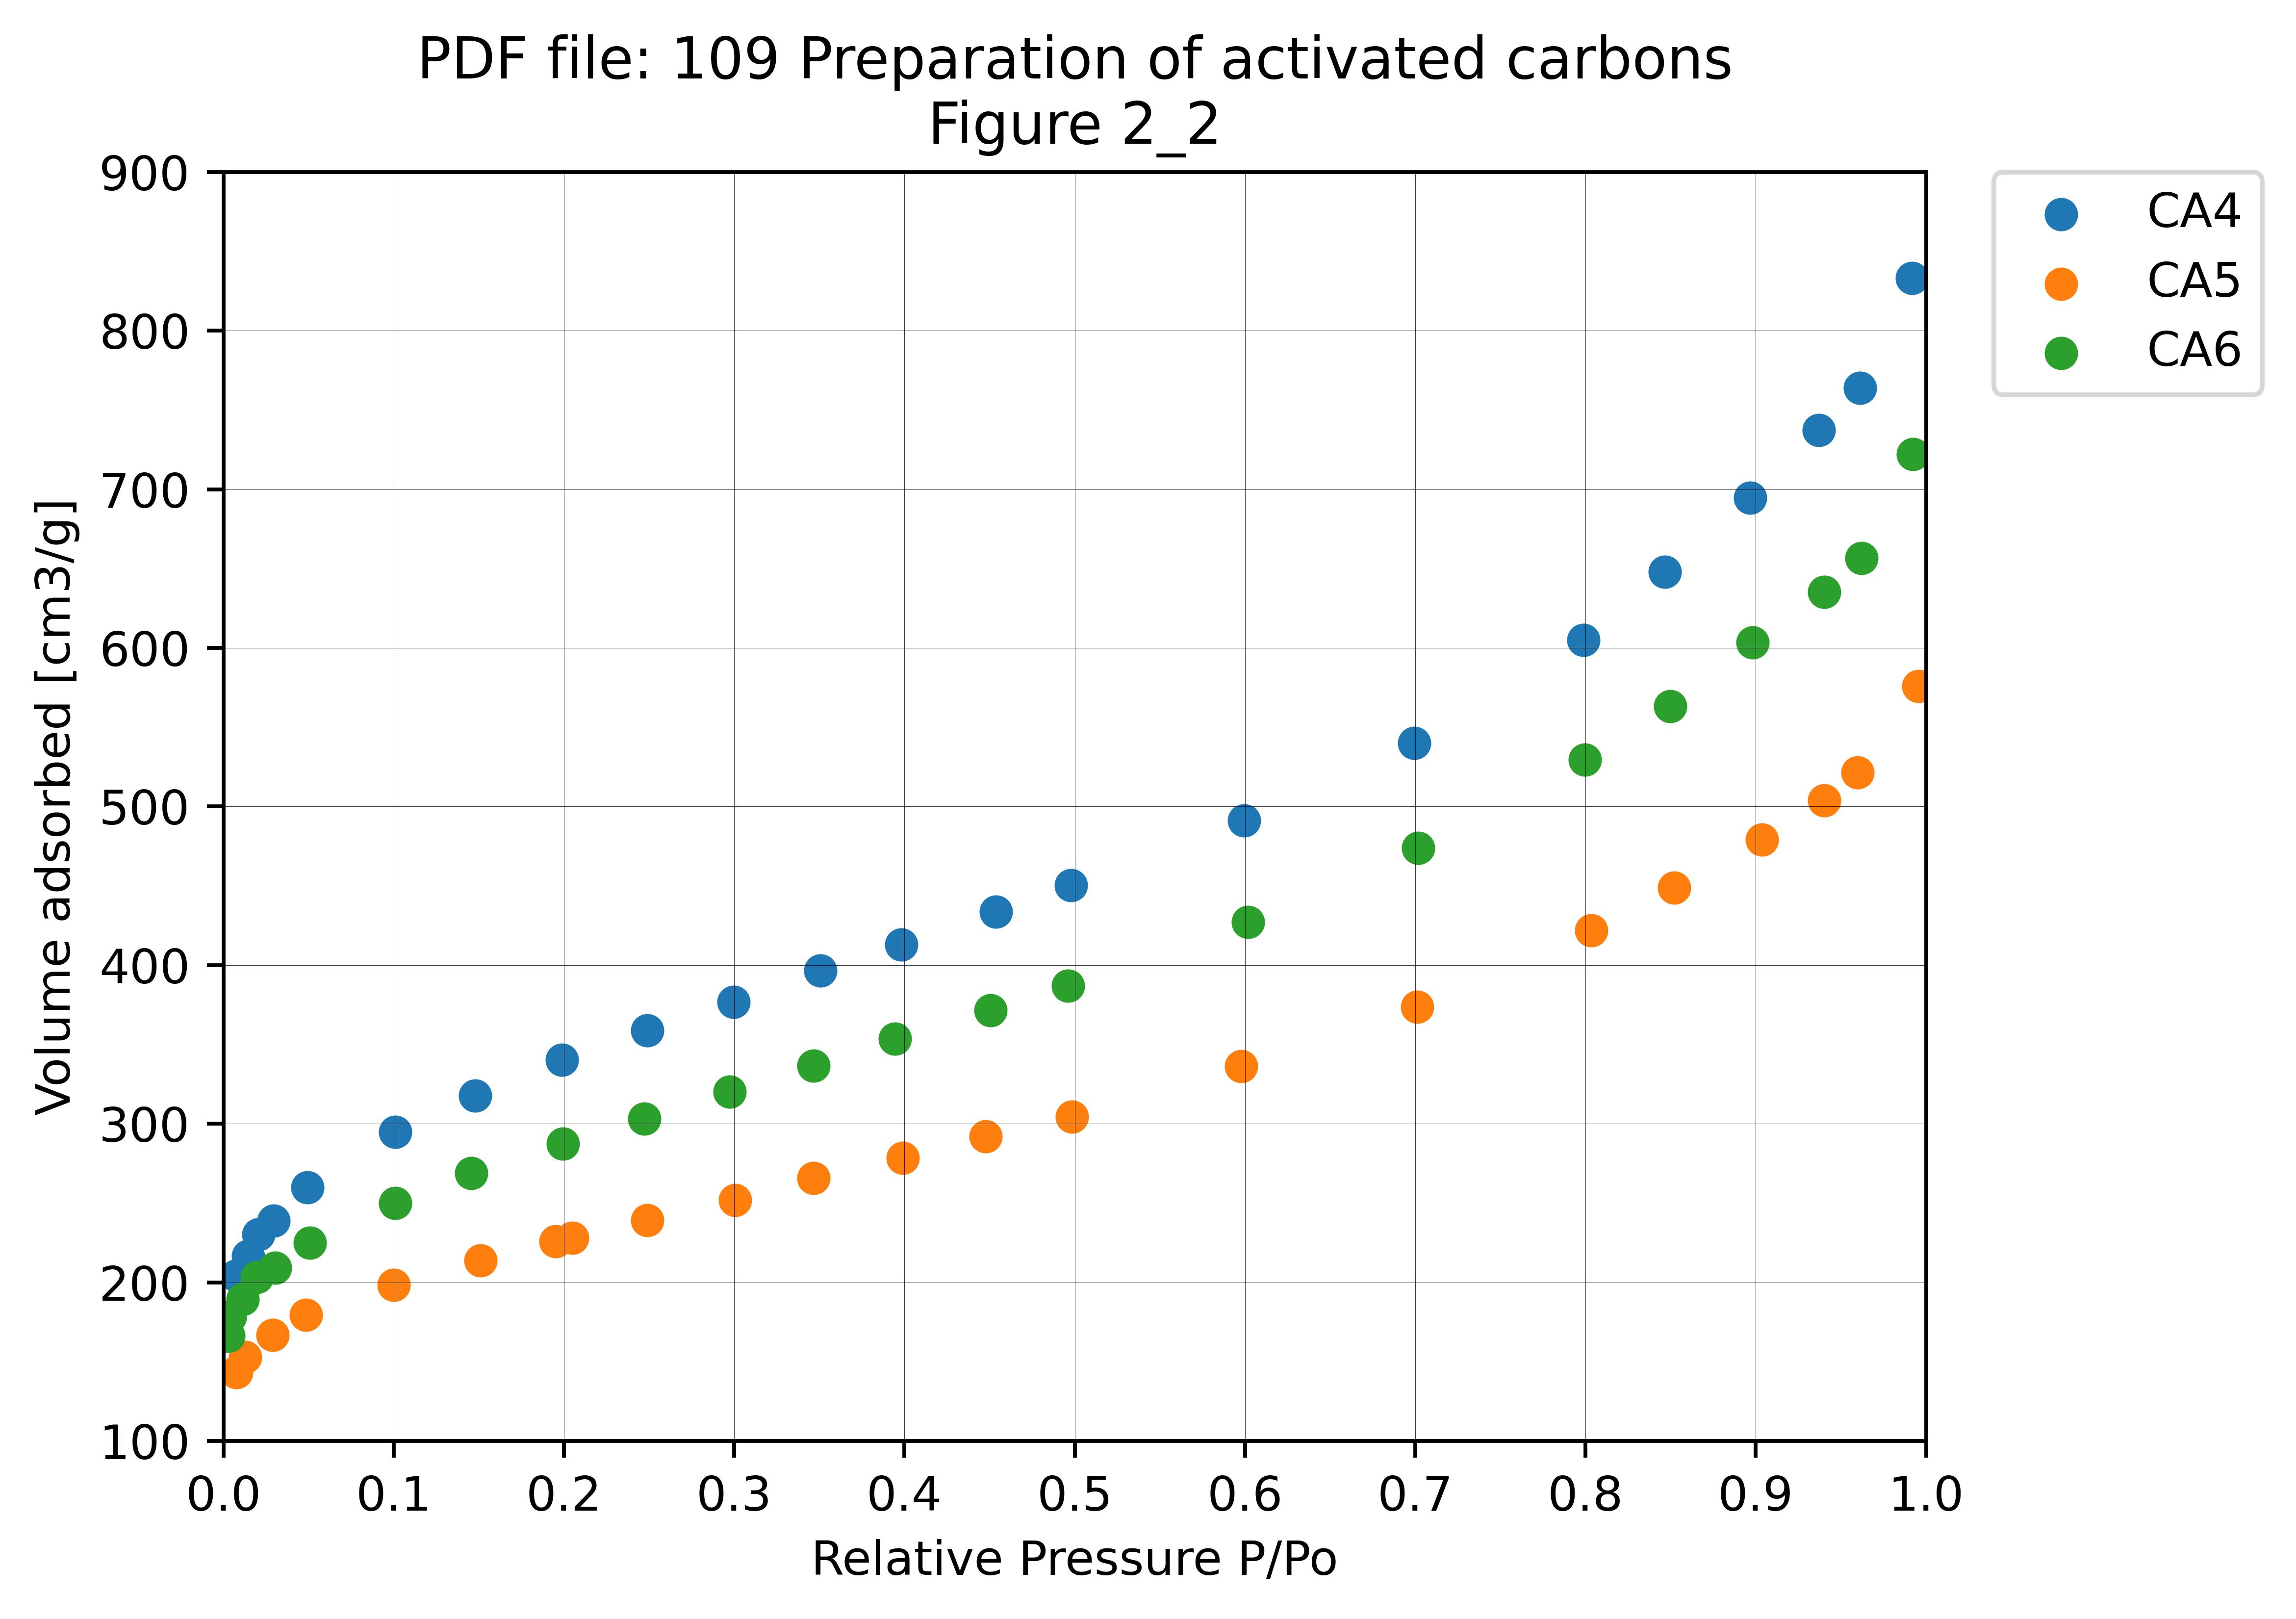 PDF file: 109 Preparation of activated carbons
Figure 2_2
900
800
700
600
500
400
300
200
100
Volume adsorbed [cm3/g]
0.0 0.1 0.2 0.3 0.4 0.5 0.6 0.7 0.8 0.9 1.0
Relative Pressure P/Po
CA4
CA5
CA6